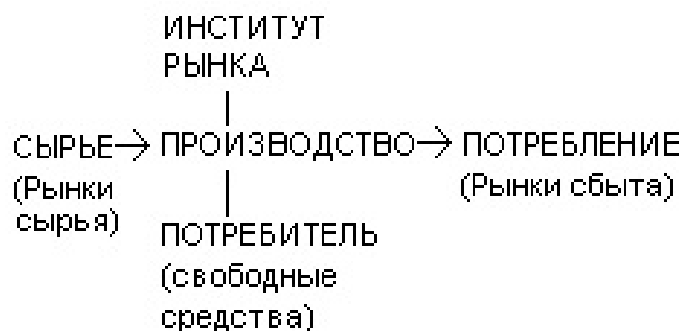 ИНСТИТУТ
РЫНКА
СЫРЬЕ→ ПРОИЗВОДСТВО→ ПОТРЕБЛЕНИЕ
(Рынки сырья)
(Рынки сбыта)
ПОТРЕБИТЕЛЬ
(свободные
средства)